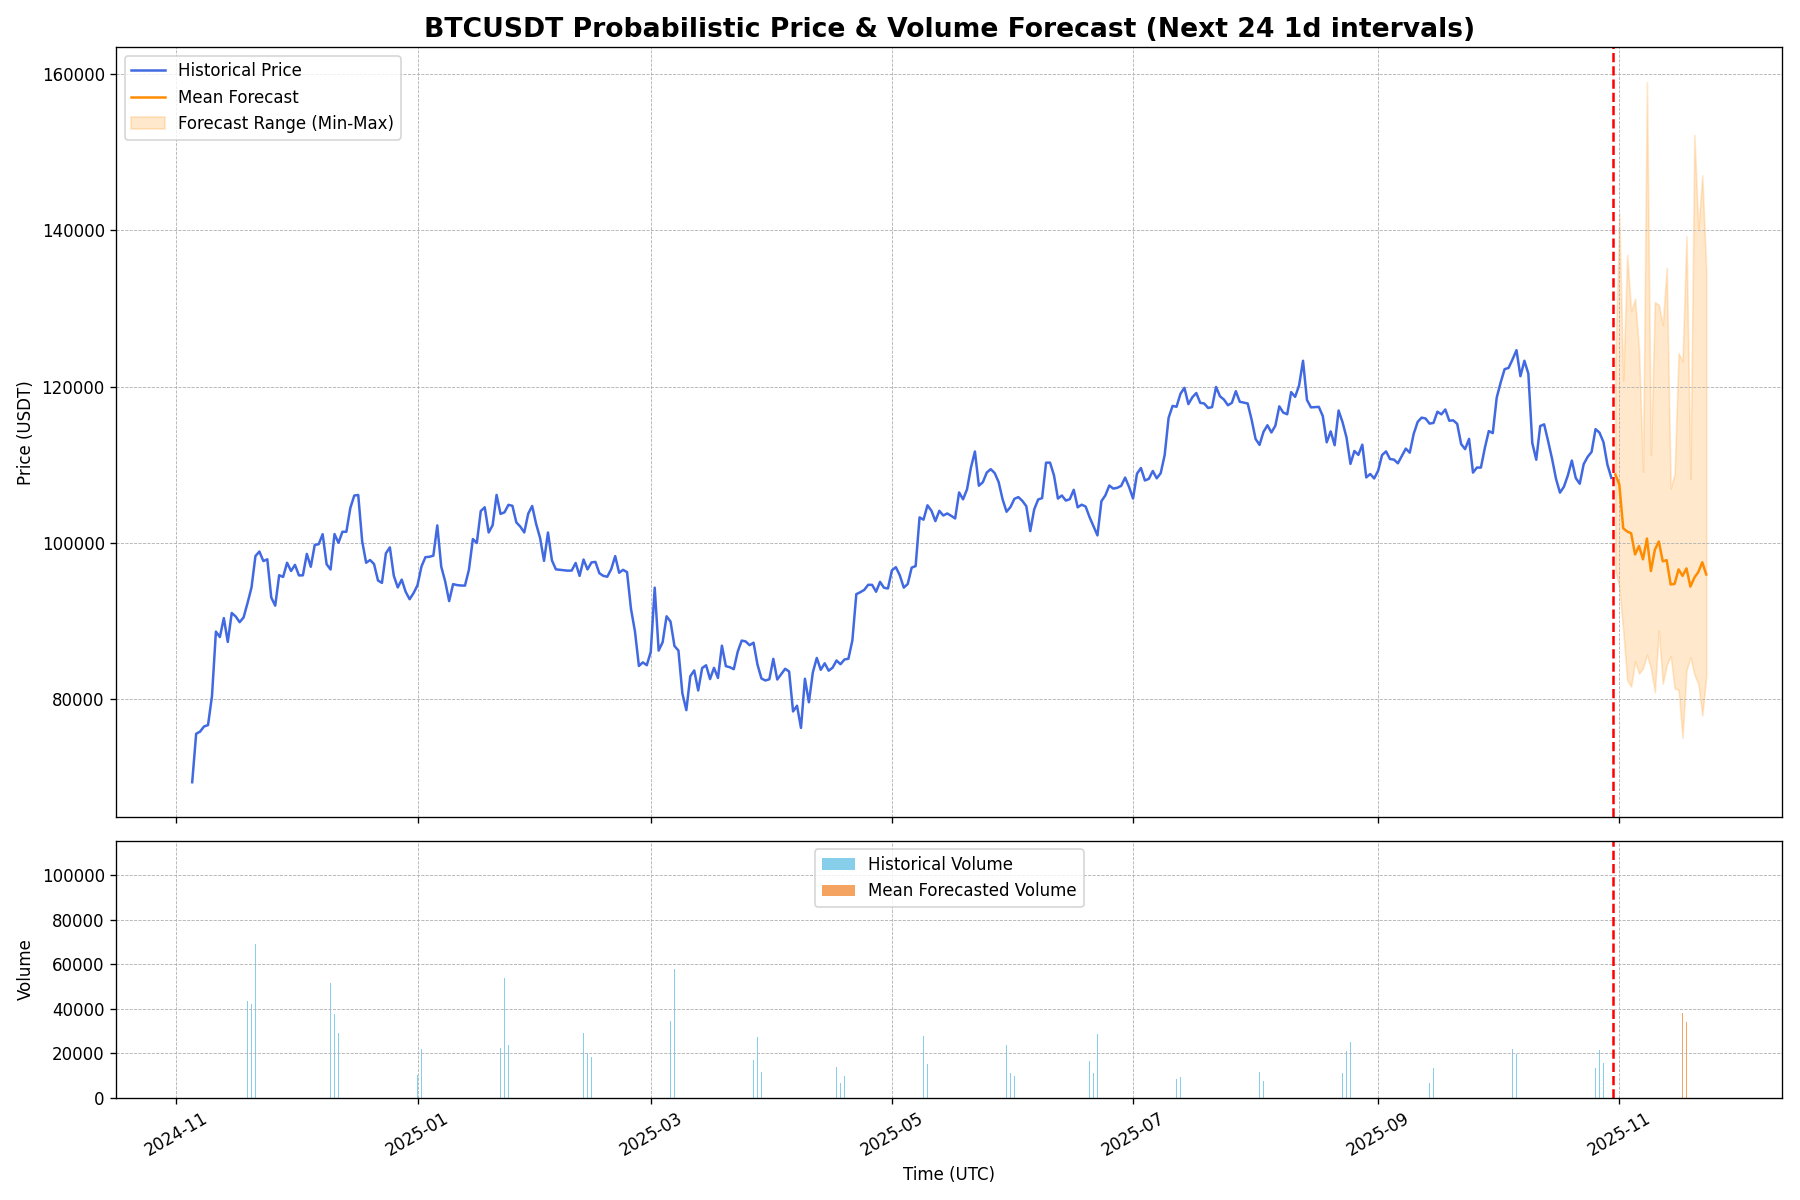 BTCUSDT Probabilistic Price & Volume Forecast (Next 24 1d intervals)
Historical Price
Mean Forecast
Forecast Range (Min-Max)
160000
140000
120000
100000
80000
Price (USDT)
Historical Volume
Mean Forecasted Volume
100000
80000
60000
40000
20000
0
Volume
2024-11
2025-01
2025-03
2025-05
2025-07
2025-09
2025-11
Time (UTC)